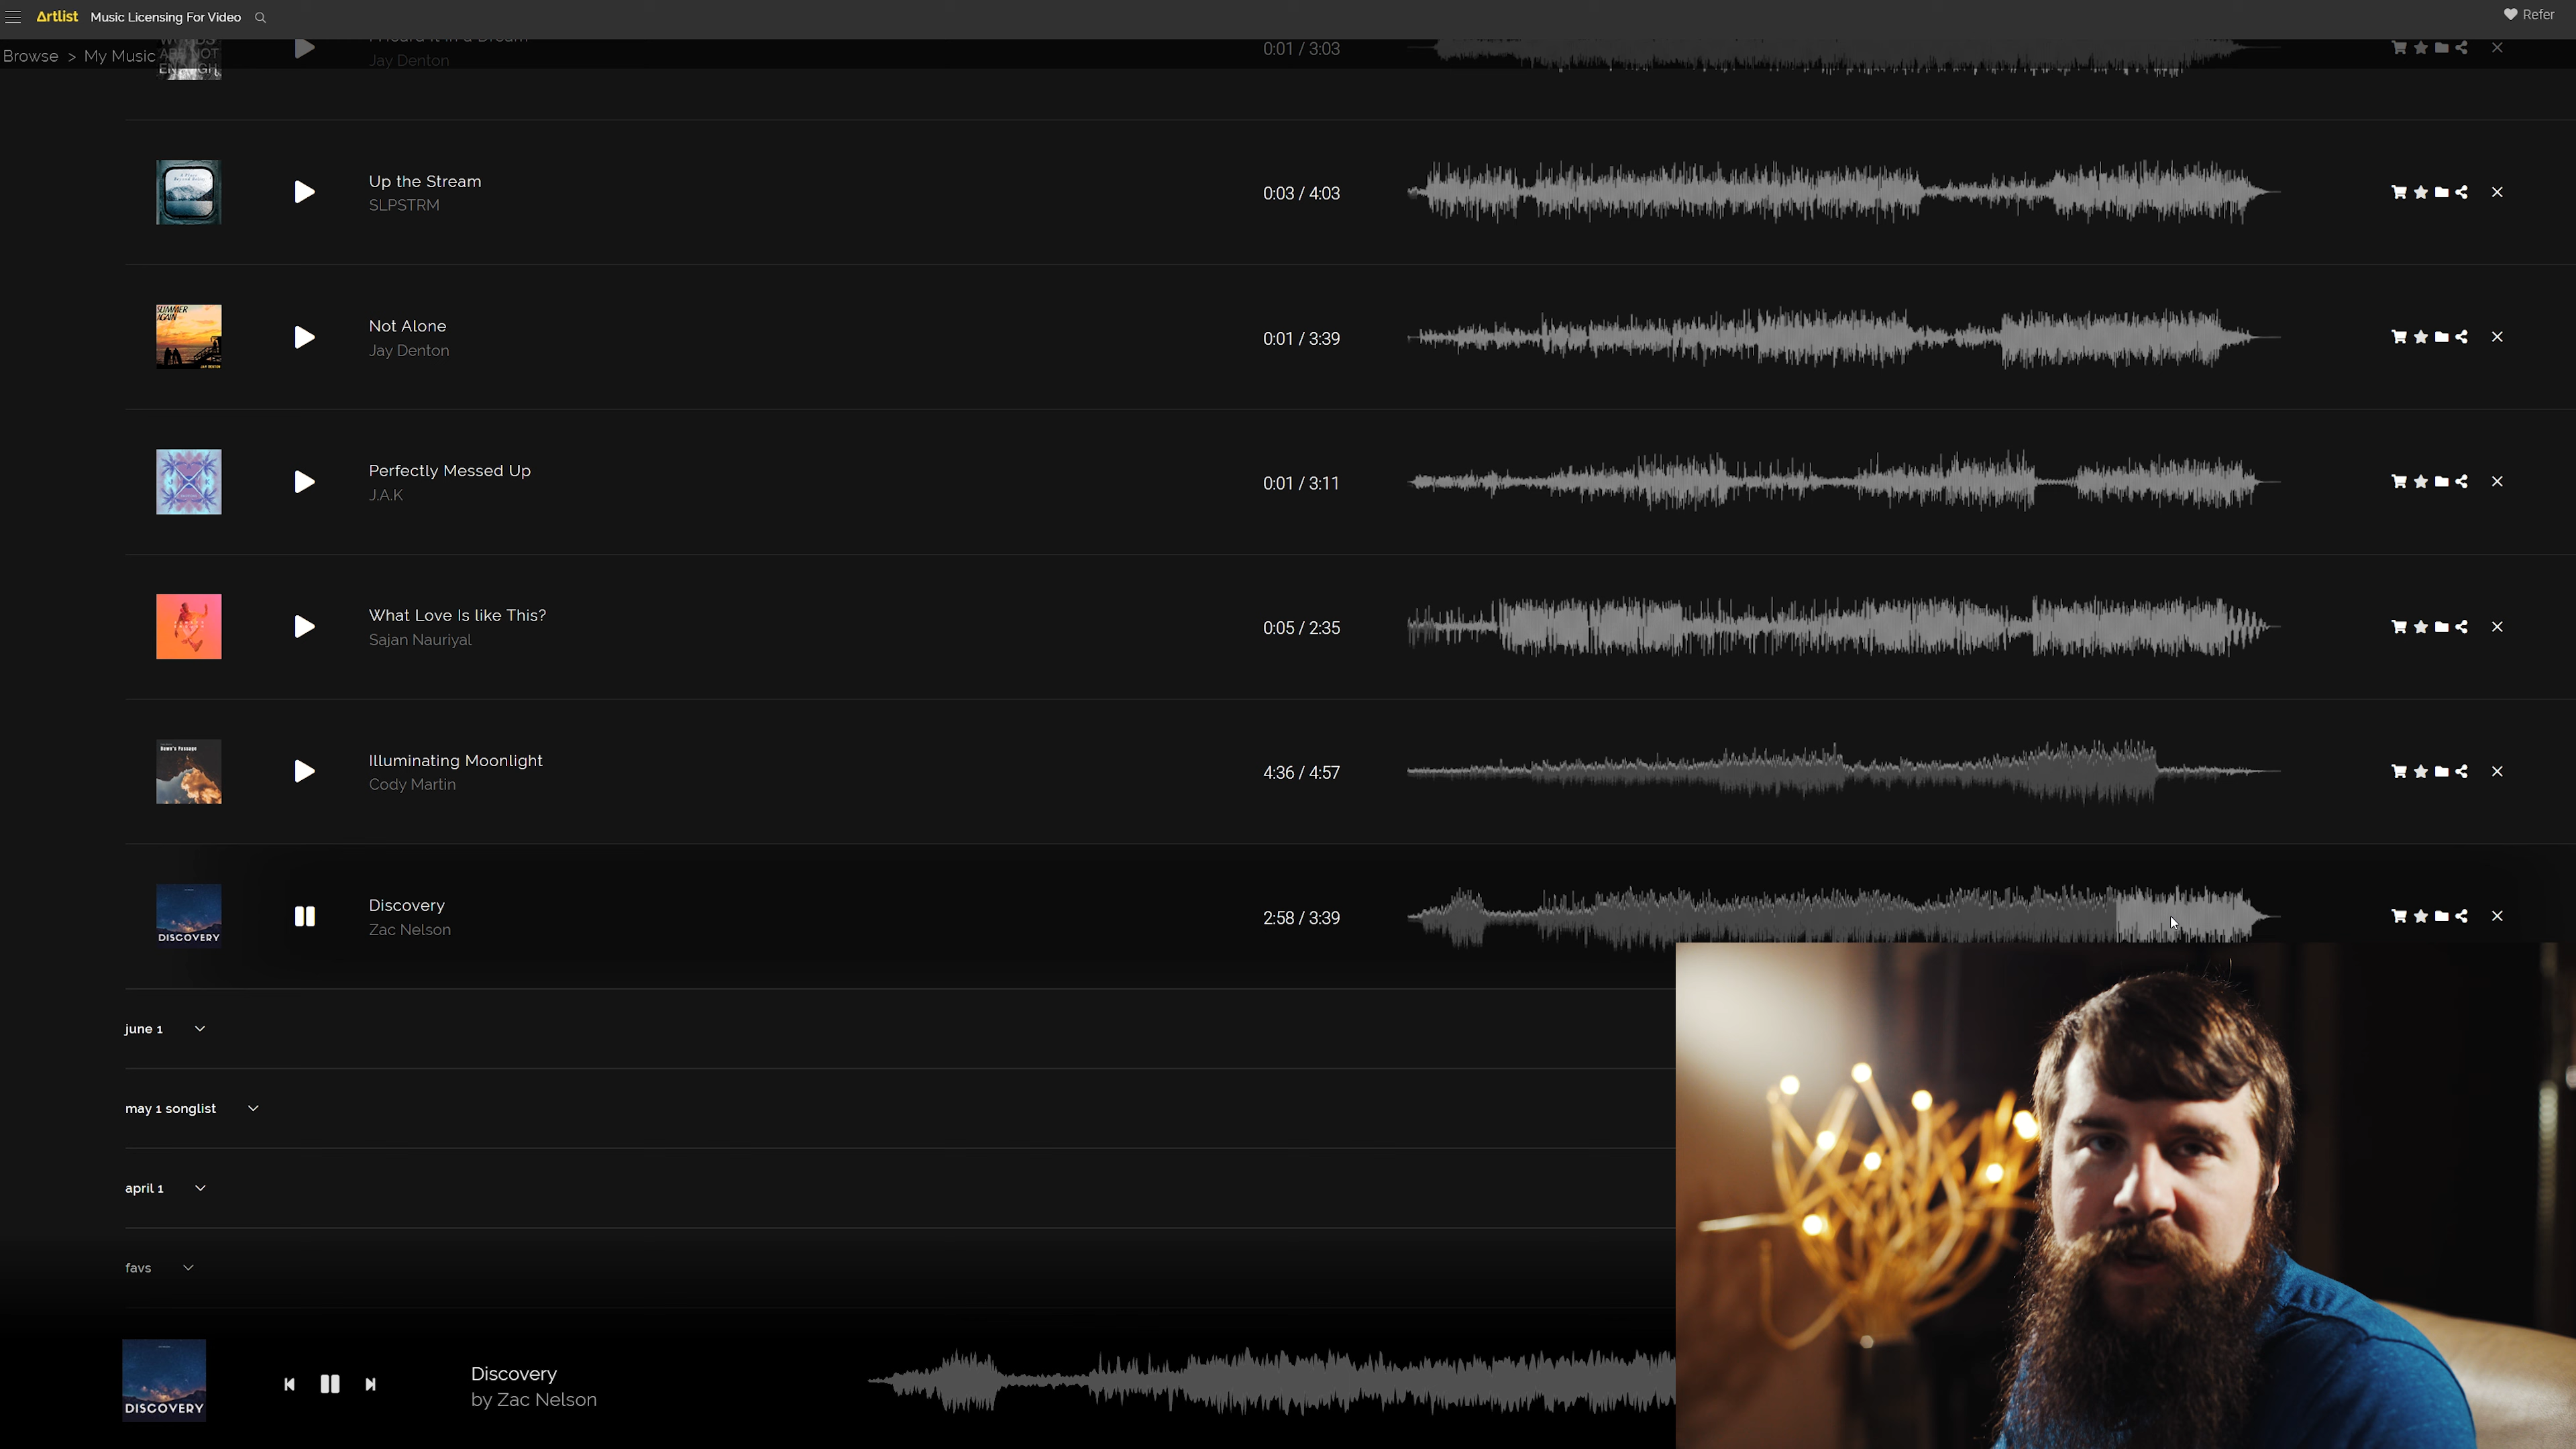 Artlist Music Licensing For Video
Refer
Browse > My Music
Jay Denton
0:01 / 3:03
Up the Stream
SLPSTRM
0:03 / 4:03
SUMMER
AGAIN
Not Alone
Jay Denton
0:01 / 3:39
Perfectly Messed Up
J.A.K
0:01 / 3:11
What Love Is like This?
Sajan Nauriyal
0:05 / 2:35
Illuminating Moonlight
Cody Martin
4:36 / 4:57
DISCOVERY
Discovery
Zac Nelson
2:58 / 3:39
june 1
may 1 songlist
april 1
favs
DISCOVERY
Discovery
by Zac Nelson